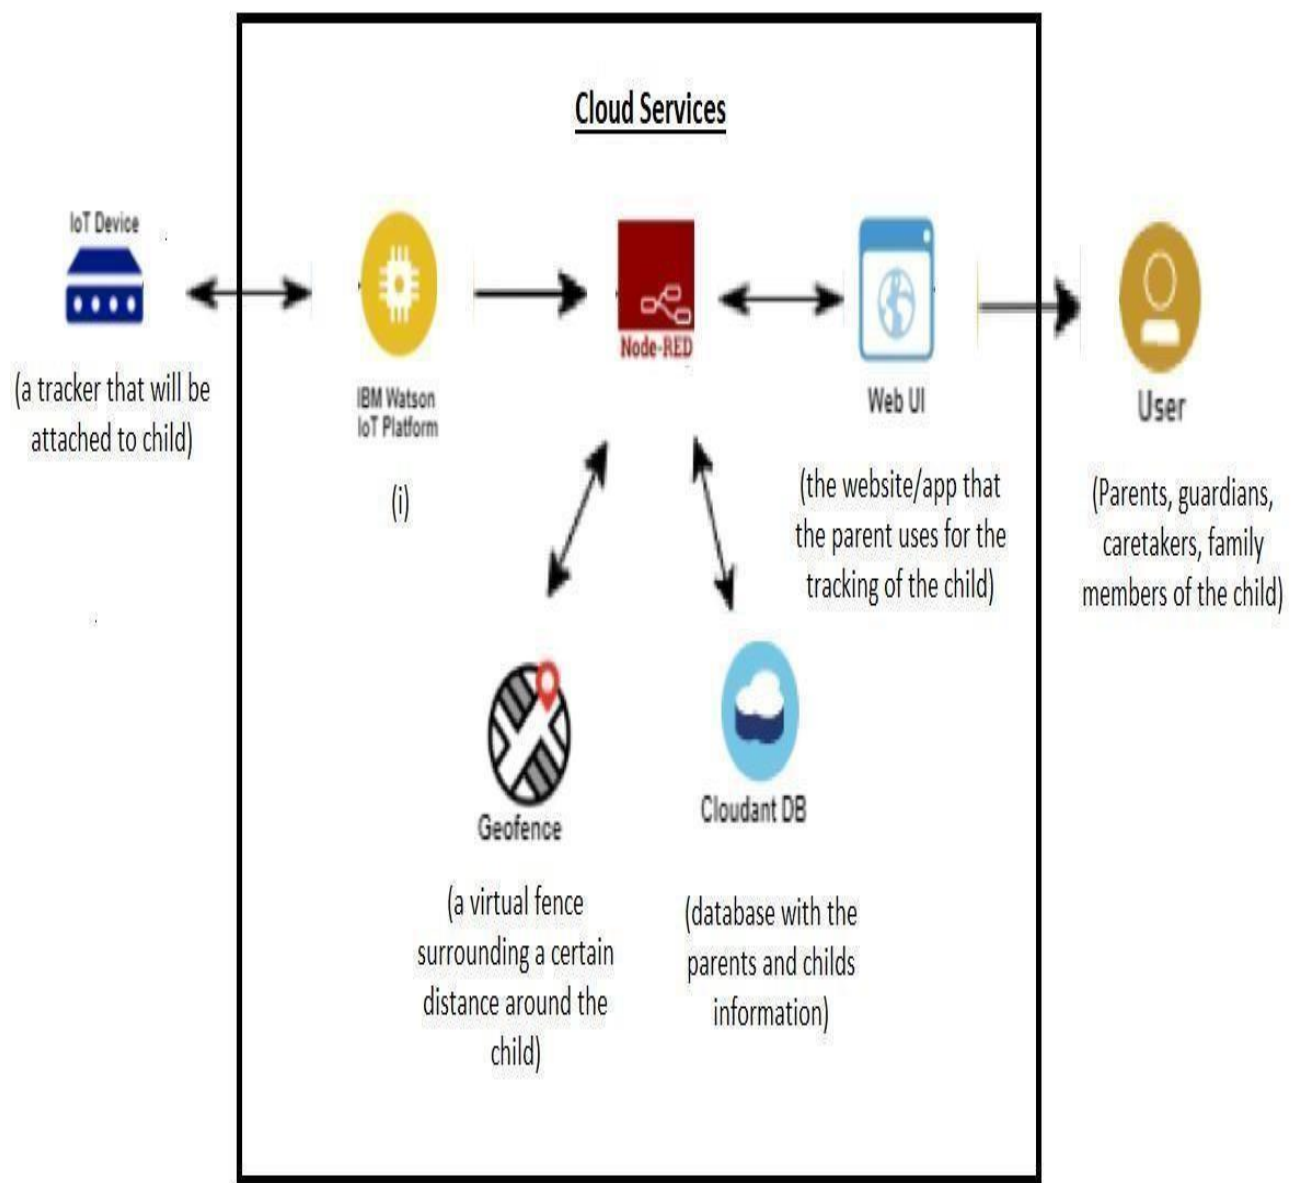 Cloud Services
IoT Device
(a tracker that will be
attached to child)
IBM Watson
IoT Platform
(i)
Node-RED
Web UI
(the website/app that
the parent uses for the
tracking of the child)
User
(Parents, guardians,
caretakers, family
members of the child)
Geofence
(a virtual fence
surrounding a certain
distance around the
child)
Cloudant DB
(database with the
parents and childs
information)